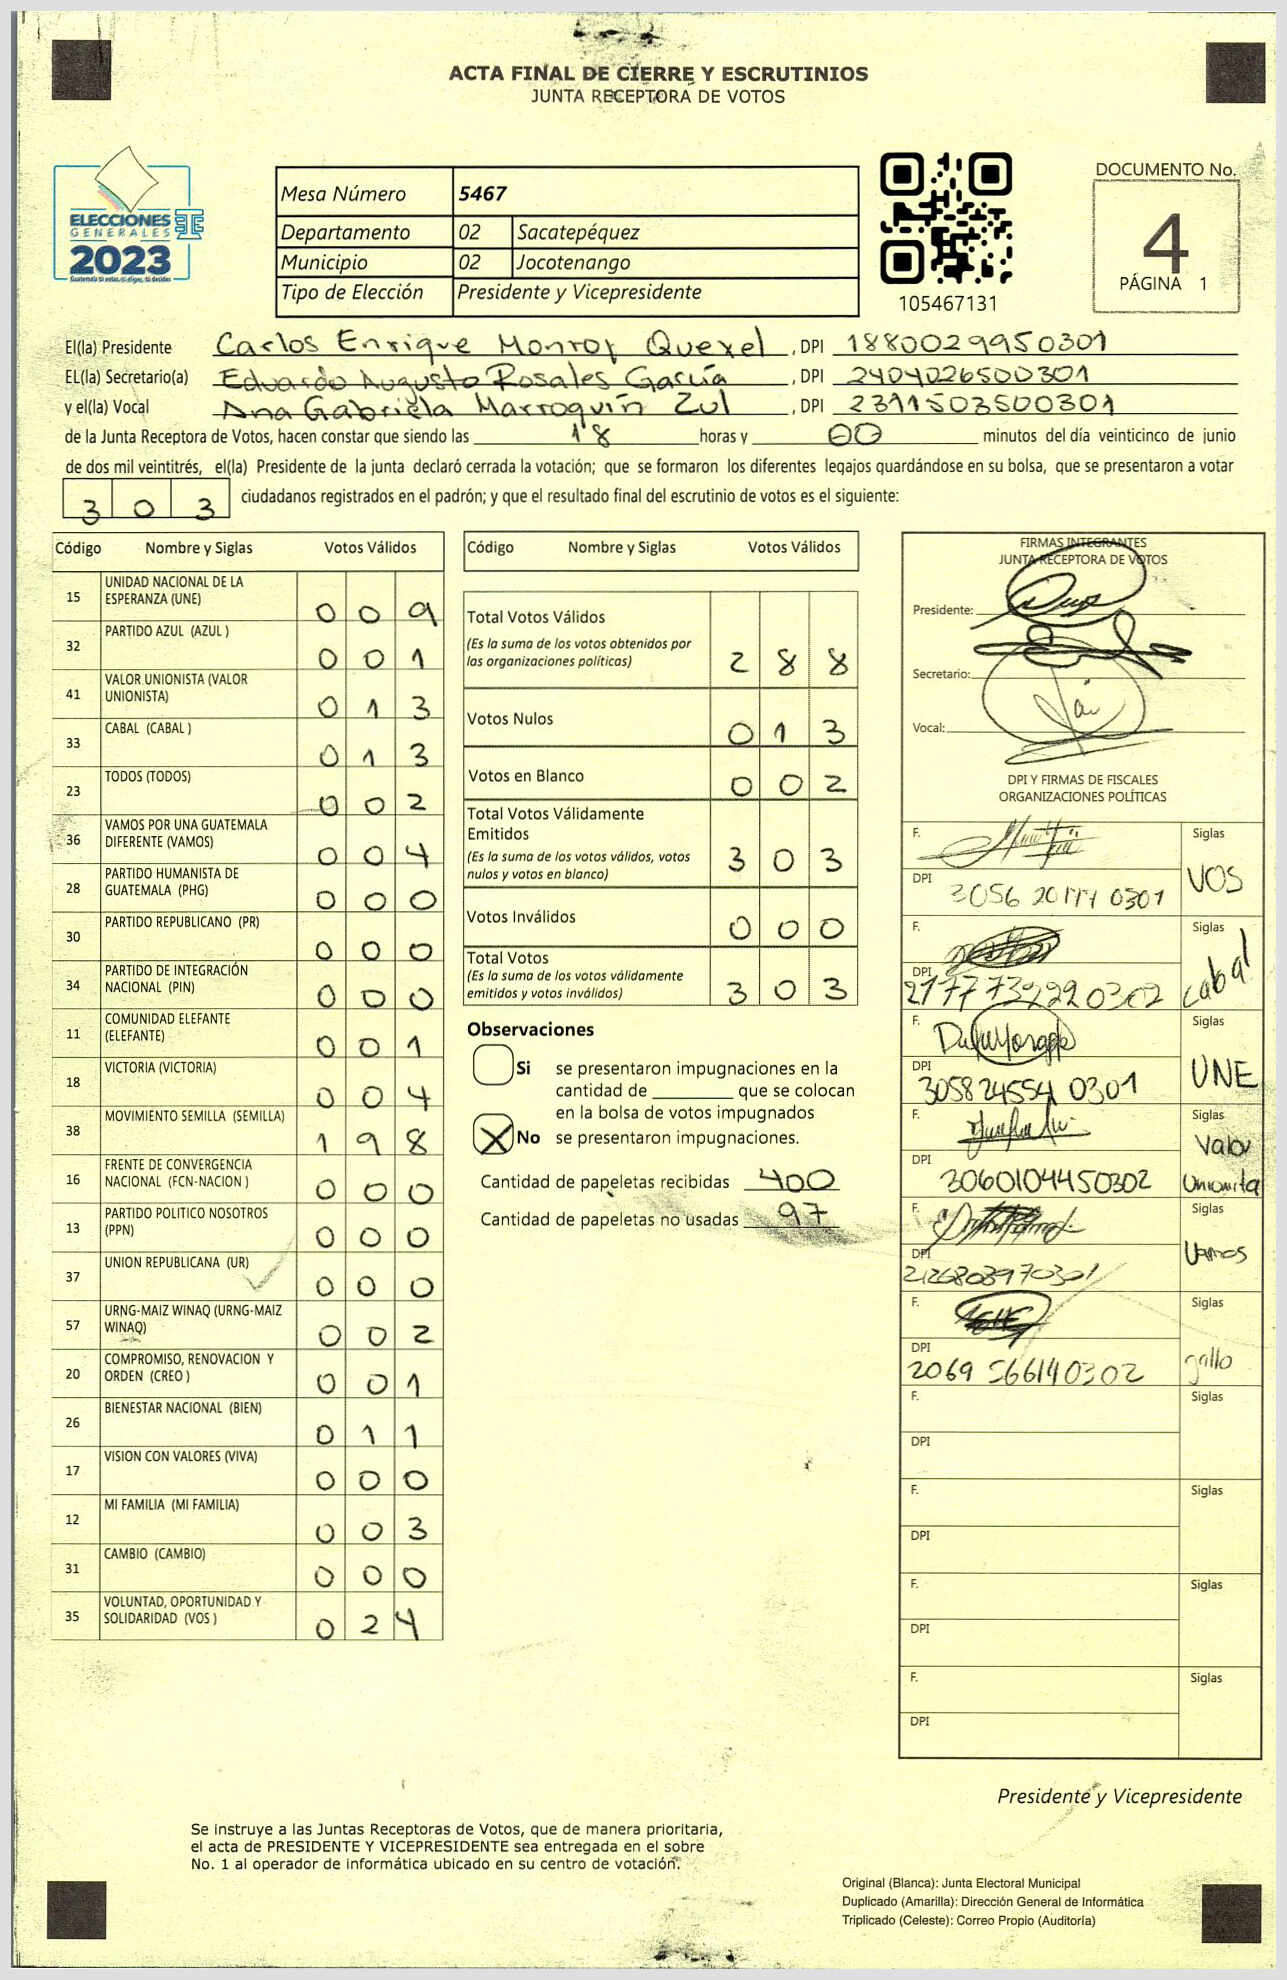 ACTA FINAL DE CIERRE Y ESCRUTINIOS
JUNTA RECEPTORA DE VOTOS
ELECCIONES
GENERALES
2023
Mesa Número 5467
Departamento 02 Sacatepéquez
Municipio 02 Jocotenango
Tipo de Elección Presidente y Vicepresidente
105467131
DOCUMENTO No.
4
PÁGINA 1
El(la) Presidente Carlos Enrique Monroy Quexel, DPI 1880029950301
EL(la) Secretario(a) Eduardo Augusto Rosales García, DPI 2404026500301
y el(la) Vocal Ana Gabriela Marroquín Zul, DPI 2311503500301
de la Junta Receptora de Votos, hacen constar que siendo las 18 horas y 00 minutos del día veinticinco de junio
de dos mil veintitrés, el(la) Presidente de la junta declaró cerrada la votación; que se formaron los diferentes legajos guardándose en su bolsa, que se presentaron a votar
303 ciudadanos registrados en el padrón; y que el resultado final del escrutinio de votos es el siguiente:
Código Nombre y Siglas Votos Válidos
15 UNIDAD NACIONAL DE LA ESPERANZA (UNE) 009
32 PARTIDO AZUL (AZUL ) 001
41 VALOR UNIONISTA (VALOR UNIONISTA) 013
33 CABAL (CABAL ) 013
23 TODOS (TODOS) 002
36 VAMOS POR UNA GUATEMALA DIFERENTE (VAMOS) 004
28 PARTIDO HUMANISTA DE GUATEMALA (PHG) 000
30 PARTIDO REPUBLICANO (PR) 000
34 PARTIDO DE INTEGRACIÓN NACIONAL (PIN) 000
11 COMUNIDAD ELEFANTE (ELEFANTE) 001
18 VICTORIA (VICTORIA) 004
38 MOVIMIENTO SEMILLA (SEMILLA) 198
16 FRENTE DE CONVERGENCIA NACIONAL (FCN-NACION ) 000
13 PARTIDO POLITICO NOSOTROS (PPN) 000
37 UNION REPUBLICANA (UR) 000
57 URNG-MAIZ WINAQ (URNG-MAIZ WINAQ) 002
20 COMPROMISO, RENOVACION Y ORDEN (CREO ) 001
26 BIENESTAR NACIONAL (BIEN) 011
17 VISION CON VALORES (VIVA) 000
12 MI FAMILIA (MI FAMILIA) 003
31 CAMBIO (CAMBIO) 000
35 VOLUNTAD, OPORTUNIDAD Y SOLIDARIDAD (VOS ) 024
Código Nombre y Siglas Votos Válidos
Total Votos Válidos 288
(Es la suma de los votos obtenidos por
las organizaciones políticas)
Votos Nulos 013
Votos en Blanco 002
Total Votos Válidamente
Emitidos 303
(Es la suma de los votos válidos, votos
nulos y votos en blanco)
Votos Inválidos 000
Total Votos 303
(Es la suma de los votos válidamente
emitidos y votos inválidos)
Observaciones
Si se presentaron impugnaciones en la
cantidad de ________ que se colocan
en la bolsa de votos impugnados
X No se presentaron impugnaciones.
Cantidad de papeletas recibidas 400
Cantidad de papeletas no usadas 97
FIRMAS INTEGRANTES
JUNTA RECEPTORA DE VOTOS
Presidente:
Secretario:
Vocal:
DPI Y FIRMAS DE FISCALES
ORGANIZACIONES POLÍTICAS
F. Siglas
DPI VOS
F. Siglas
DPI Cabal
F. Siglas
DPI 305824554 0301 UNE
F. Siglas
DPI 3060104450302 Valor Unionita
F. Siglas
DPI 2126803970301 Vamos
F. Siglas
DPI 2069 566140302 gallo
F. Siglas
DPI
F. Siglas
DPI
F. Siglas
DPI
F. Siglas
DPI
Presidente y Vicepresidente
Se instruye a las Juntas Receptoras de Votos, que de manera prioritaria,
el acta de PRESIDENTE Y VICEPRESIDENTE sea entregada en el sobre
No. 1 al operador de informática ubicado en su centro de votación.
Original (Blanca): Junta Electoral Municipal
Duplicado (Amarilla): Dirección General de Informática
Triplicado (Celeste): Correo Propio (Auditoría)